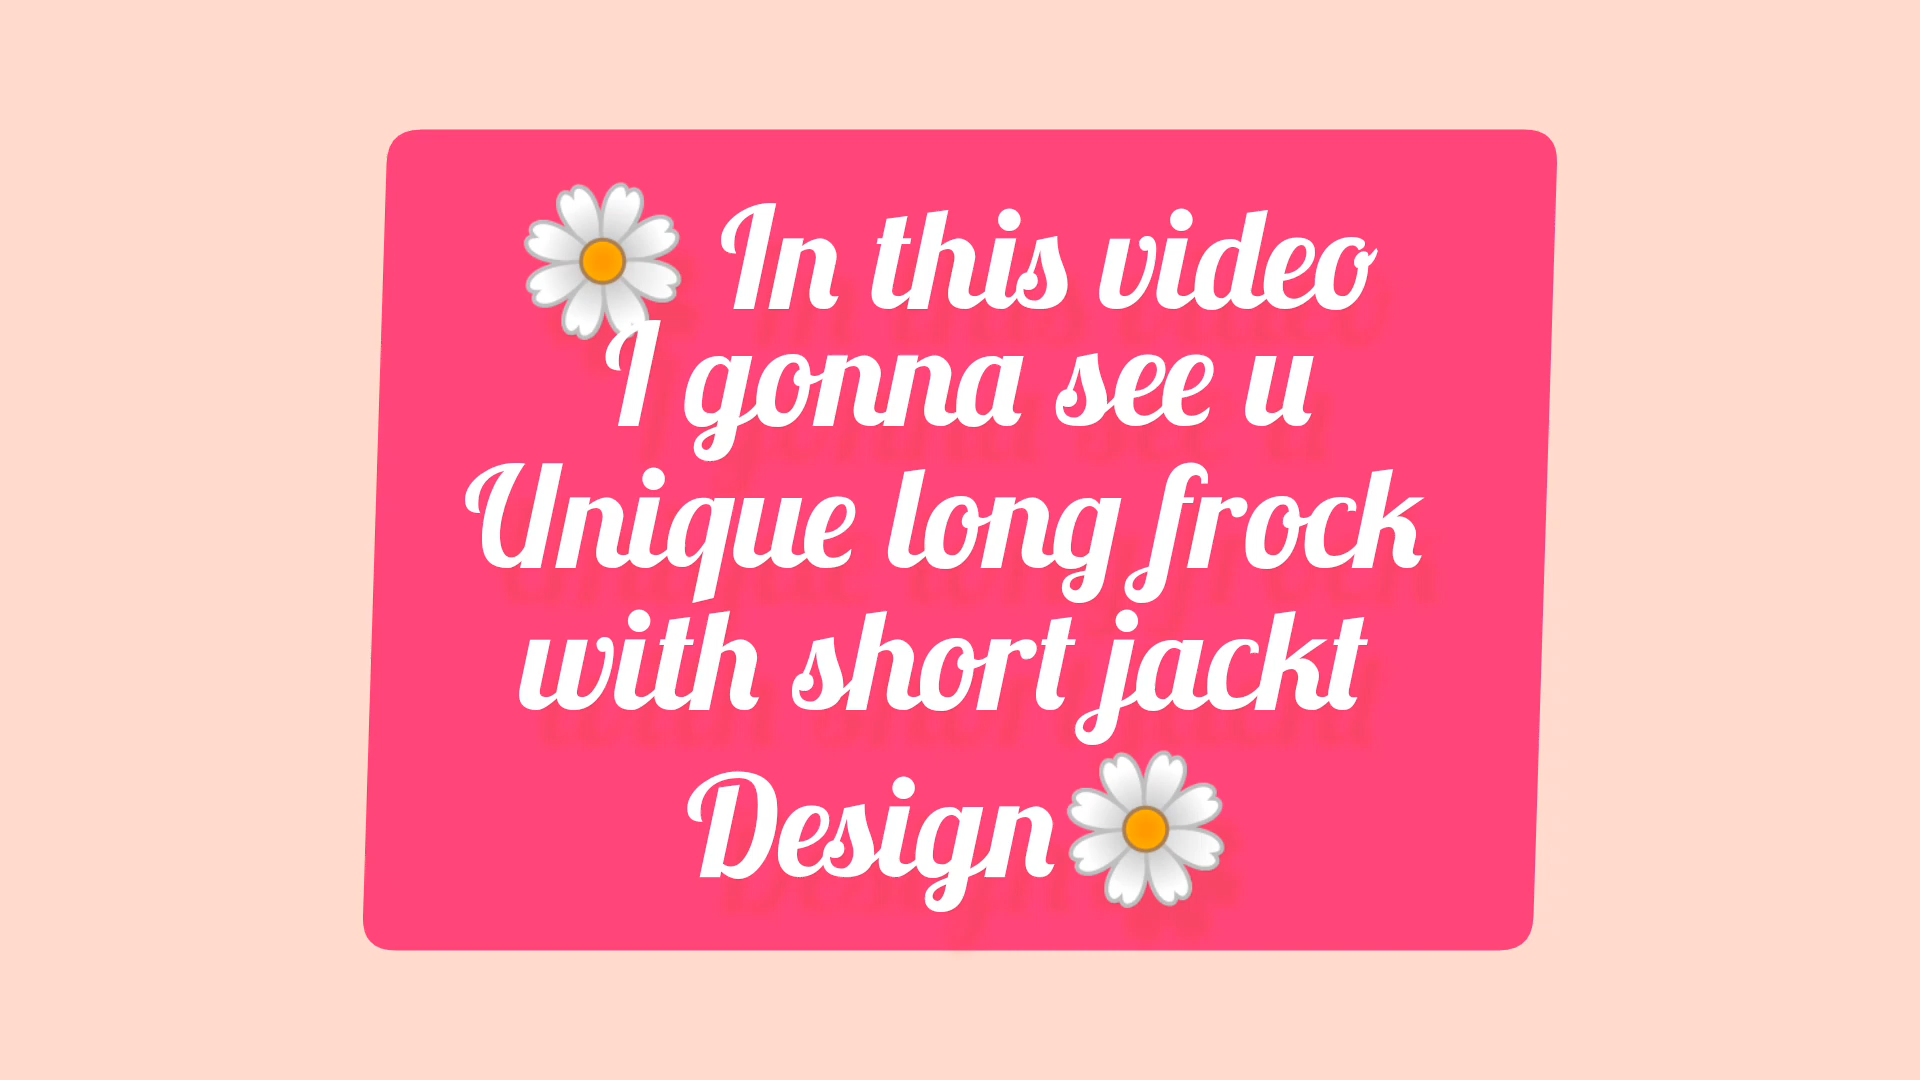 In this video
I gonna see u
Unique long frock
with short jackt
Design